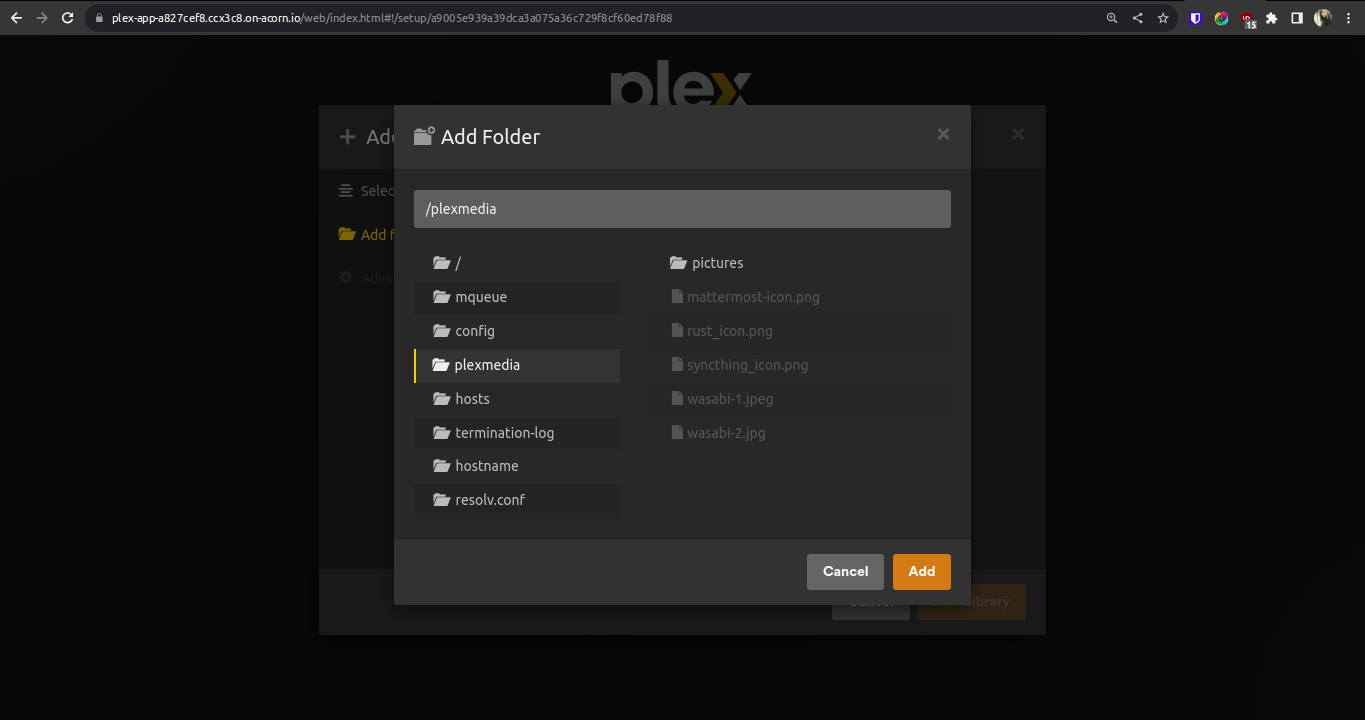 plex-app-a827cef8.ccx3c8.on-acorn.io/web/index.html#!/setup/a9005e939a39dca3a075a36c729f8cf60ed78f88
15
plex
Add Folder
/plexmedia
Add
/
pictures
Selec
mqueue
mattermost-icon.png
Add f
config
rust_icon.png
Adva
plexmedia
syncthing_icon.png
hosts
wasabi-1.jpeg
termination-log
wasabi-2.jpg
hostname
resolv.conf
Cancel
Add
Cancel
Library